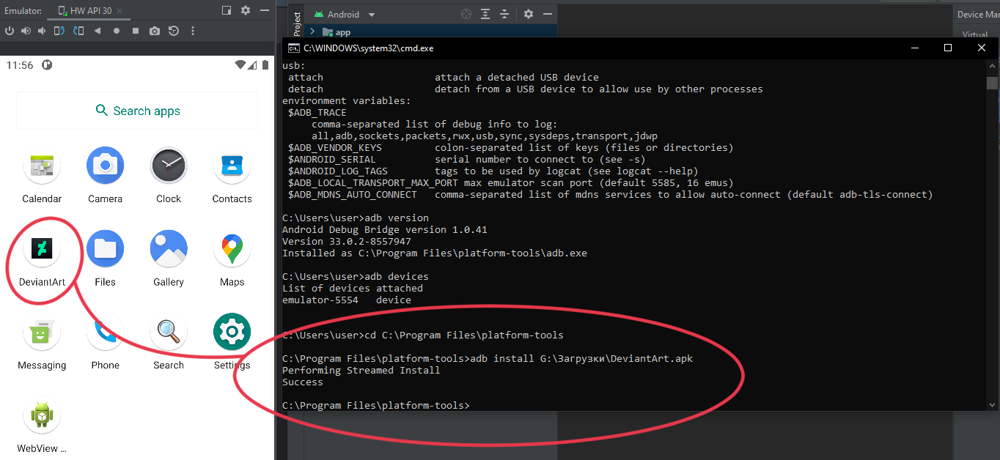 Emulator: HW API 30
11:56
Search apps
Calendar Camera Clock Contacts
DeviantArt Files Gallery Maps
Messaging Phone Search Settings
WebView ...
Project
Android
app
Device Mar
Virtual
C:\WINDOWS\system32\cmd.exe
usb:
attach attach a detached USB device
detach detach from a USB device to allow use by other processes
environment variables:
$ADB_TRACE
comma-separated list of debug info to log:
all,adb,sockets,packets,rwx,usb,sync,sysdeps,transport,jdwp
$ADB_VENDOR_KEYS colon-separated list of keys (files or directories)
$ANDROID_SERIAL serial number to connect to (see -s)
$ANDROID_LOG_TAGS tags to be used by logcat (see logcat --help)
$ADB_LOCAL_TRANSPORT_MAX_PORT max emulator scan port (default 5585, 16 emus)
$ADB_MDNS_AUTO_CONNECT comma-separated list of mdns services to allow auto-connect (default adb-tls-connect)
C:\Users\user>adb version
Android Debug Bridge version 1.0.41
Version 33.0.2-8557947
Installed as C:\Program Files\platform-tools\adb.exe
C:\Users\user>adb devices
List of devices attached
emulator-5554 device
C:\Users\user>cd C:\Program Files\platform-tools
C:\Program Files\platform-tools>adb install G:\Загрузки\DeviantArt.apk
Performing Streamed Install
Success
C:\Program Files\platform-tools>